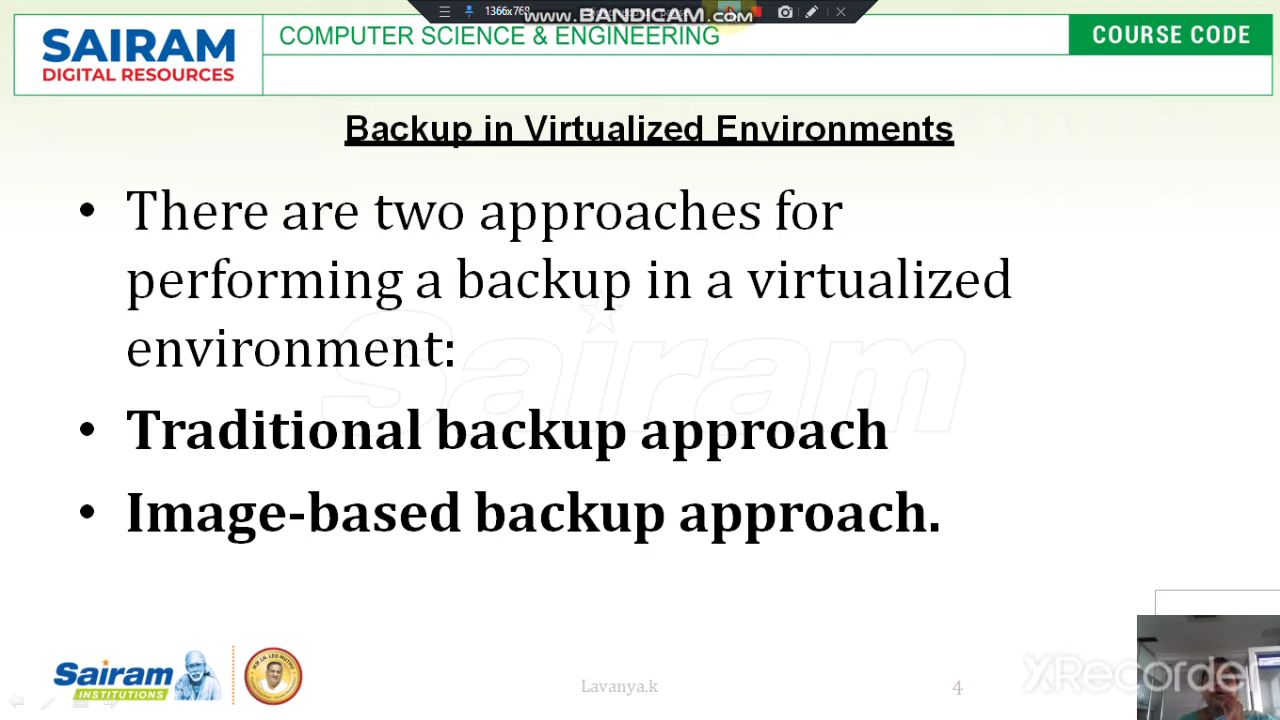 1366x768
WWW.BANDICAM.COM
SAIRAM
DIGITAL RESOURCES
COMPUTER SCIENCE & ENGINEERING
COURSE CODE
Backup in Virtualized Environments
• There are two approaches for
performing a backup in a virtualized
environment:
• Traditional backup approach
• Image-based backup approach.
Sairam
Sairam
INSTITUTIONS
Lavanya.k
4
XRecorder